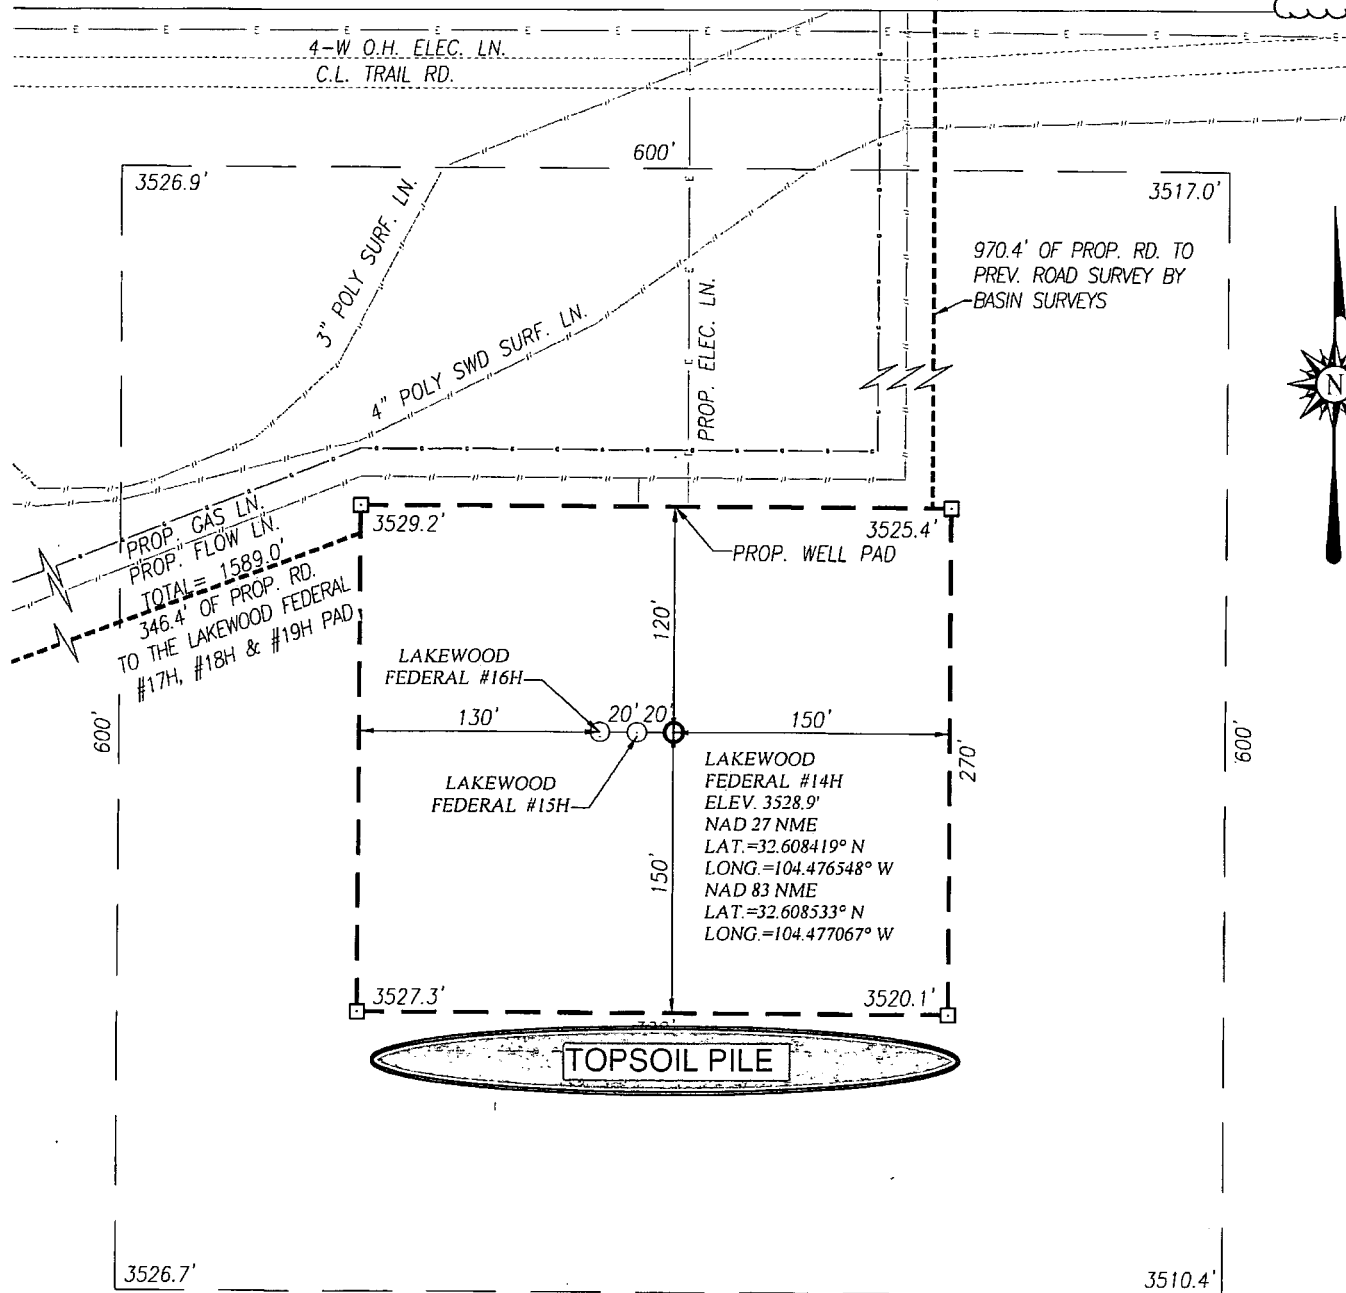 4-W O.H. ELEC. LN.
C.L. TRAIL RD.
600'
3526.9'
3517.0'
3" POLY SURF. LN.
4" POLY SWD SURF. LN.
PROP. ELEC. LN.
970.4' OF PROP. RD. TO
PREV. ROAD SURVEY BY
BASIN SURVEYS
N
PROP. GAS LN.
PROP. FLOW LN.
TOTAL= 1589.0'
346.4' OF PROP. RD.
TO THE LAKEWOOD FEDERAL
#17H, #18H & #19H PAD
3529.2'
3525.4'
PROP. WELL PAD
120'
LAKEWOOD
FEDERAL #16H
130'
20' 20'
150'
600'
270'
600'
LAKEWOOD
FEDERAL #15H
150'
LAKEWOOD
FEDERAL #14H
ELEV. 3528.9'
NAD 27 NME
LAT.=32.608419° N
LONG.=104.476548° W
NAD 83 NME
LAT.=32.608533° N
LONG.=104.477067° W
3527.3'
3520.1'
TOPSOIL PILE
3526.7'
3510.4'